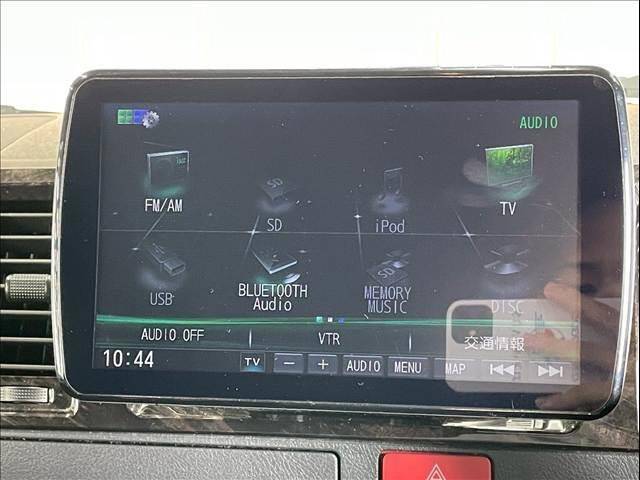 AUDIO
FM/AM
SD
iPod
TV
USB
BLUETOOTH
Audio
SD
MEMORY
MUSIC
DISC
AUDIO OFF
VTR
交通情報
10:44
TV
−
+
AUDIO
MENU
MAP